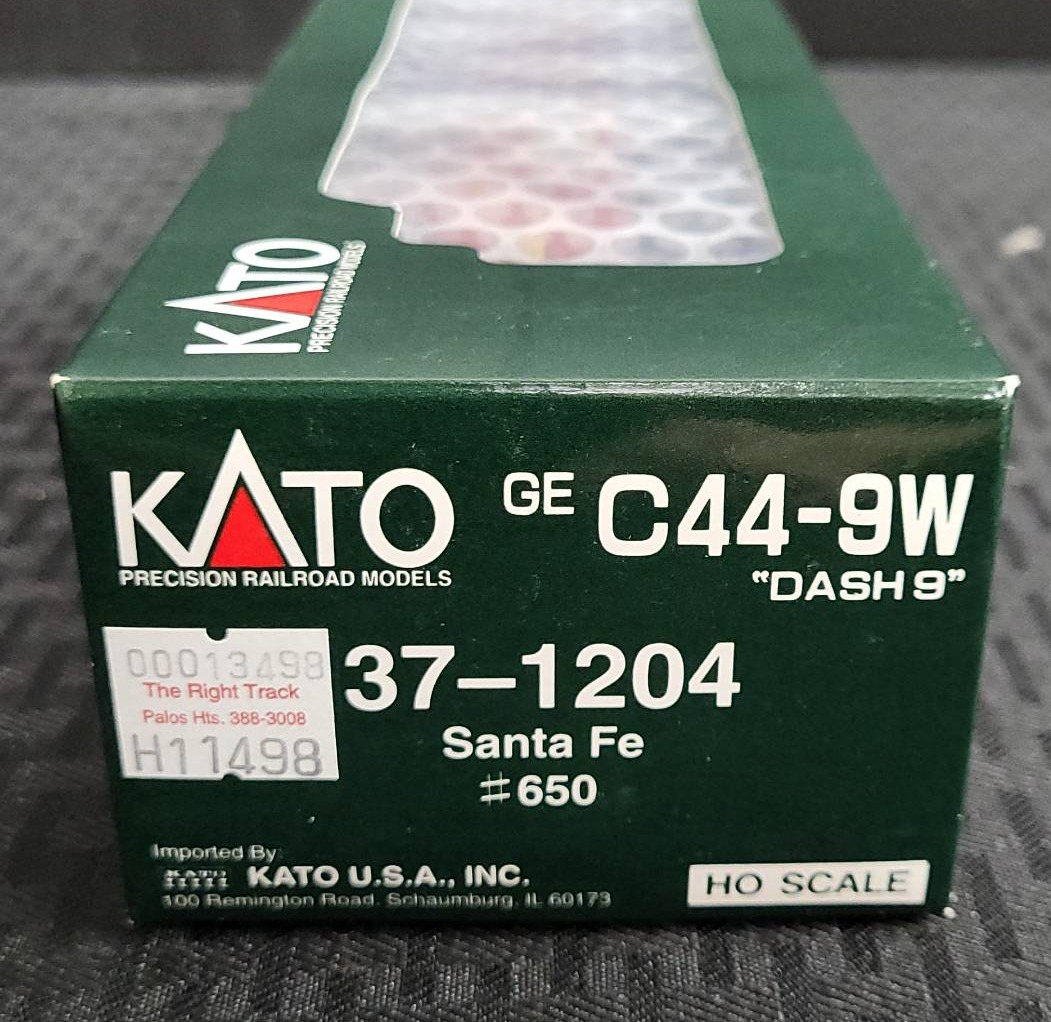 KATO
PRECISION RAILROAD MODELS
KATO
PRECISION RAILROAD MODELS
GE C44-9W
"DASH 9"
00013498
The Right Track
Palos Hts. 388-3008
H11498
37-1204
Santa Fe
#650
Imported By:
KATO
KATO U.S.A., INC.
100 Remington Road, Schaumburg, IL 60173
HO SCALE